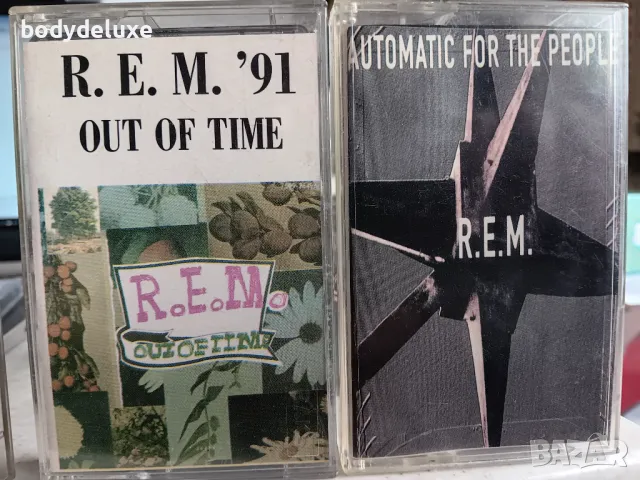 bodydeluxe
R. E. M. '91
OUT OF TIME
R.E.M.
OUT OF TIME
AUTOMATIC FOR THE PEOPLE
R.E.M.
BAZAR